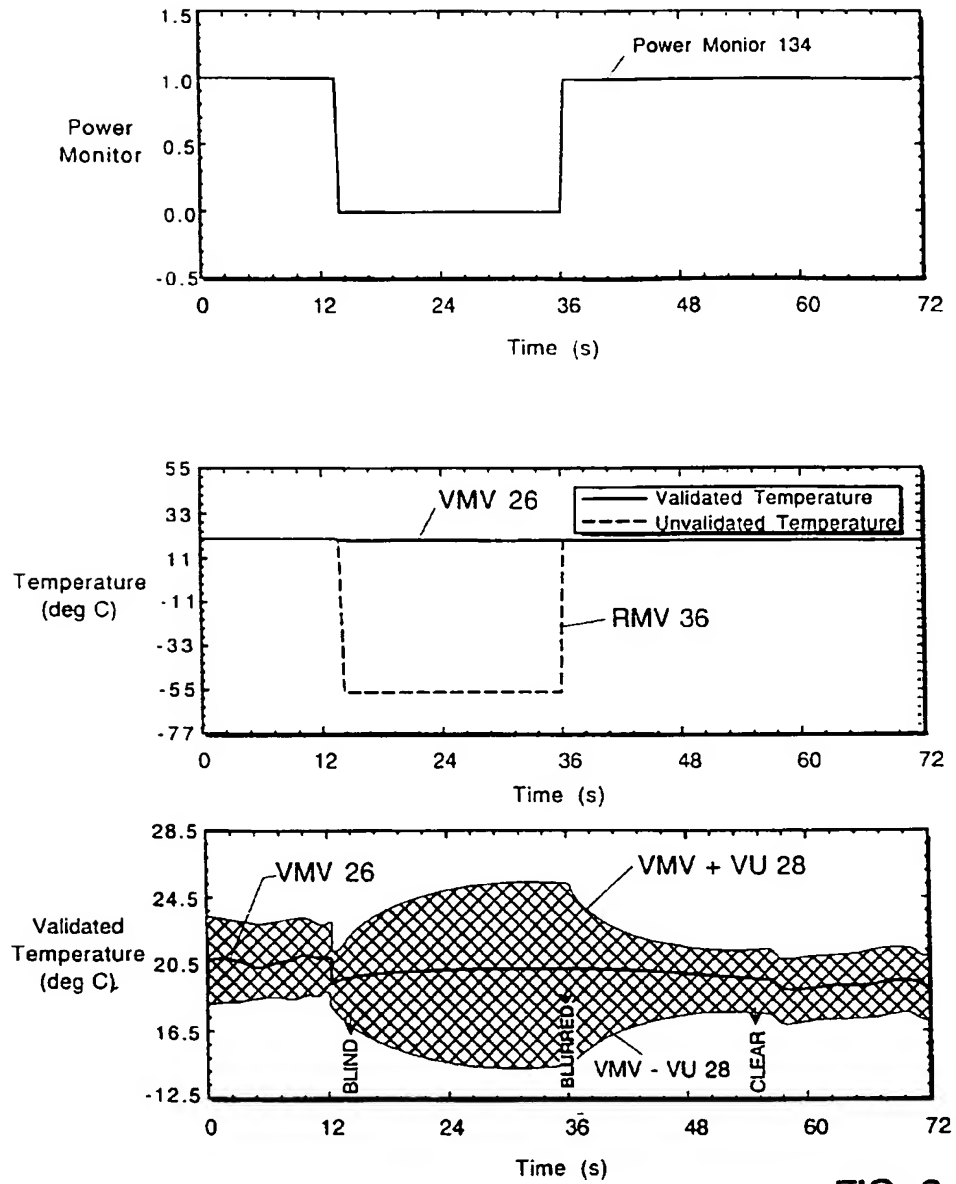 1.5
Power Monior 134
1.0
Power
Monitor
0.5
0.0
-0.5
0 12 24 36 48 60 72
Time (s)
55
VMV 26
Validated Temperature
33
Unvalidated Temperature
11
Temperature
(deg C)
-11
RMV 36
-33
-55
-77
0 12 24 36 48 60 72
Time (s)
28.5
VMV 26
VMV + VU 28
24.5
Validated
Temperature
(deg C)
20.5
16.5
BLIND
BLURRED
VMV - VU 28
CLEAR
-12.5
0 12 24 36 48 60 72
Time (s)